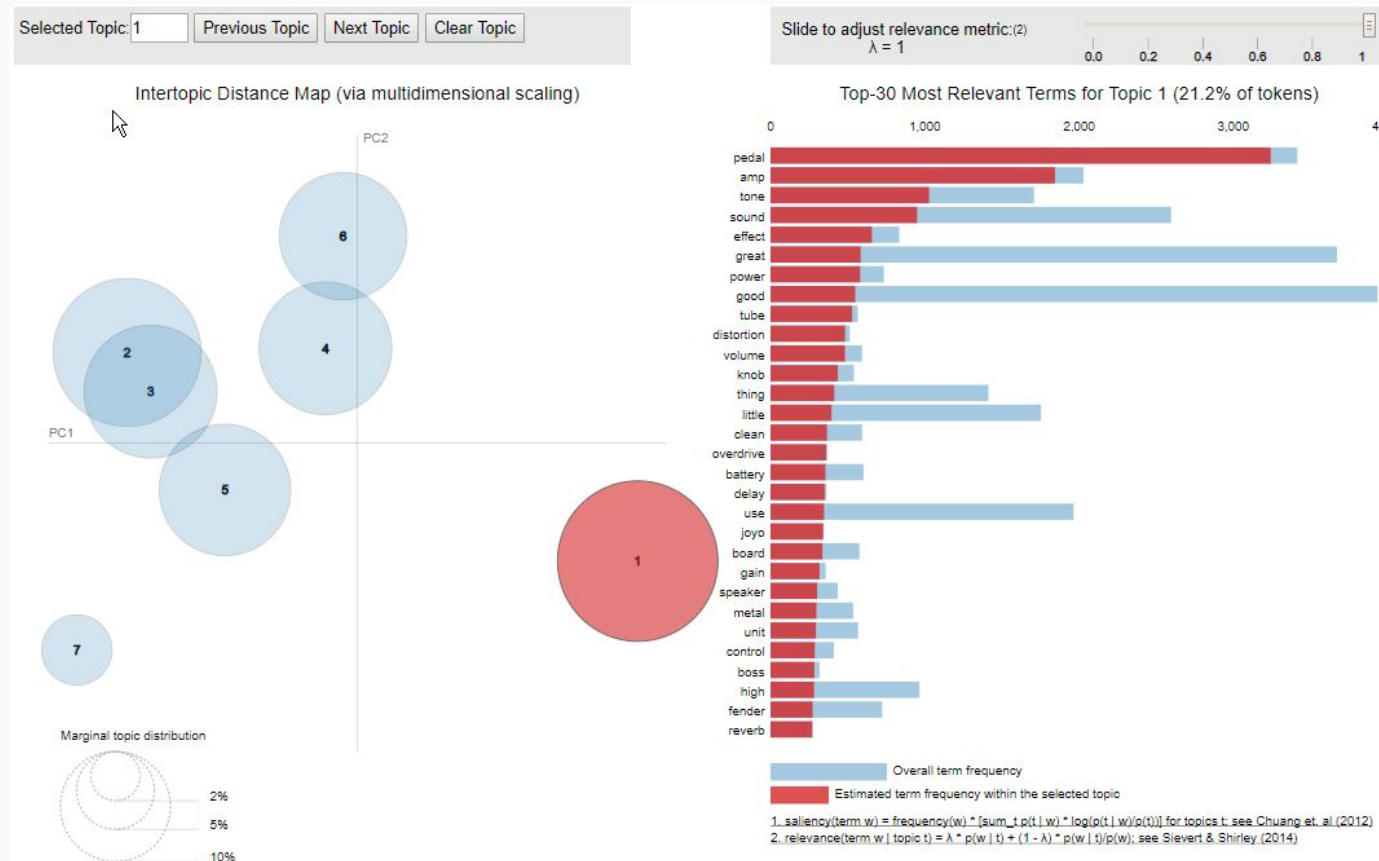 Selected Topic: 1 Previous Topic Next Topic Clear Topic
Slide to adjust relevance metric:(2)
λ = 1
0.0 0.2 0.4 0.6 0.8 1
Intertopic Distance Map (via multidimensional scaling)
PC2
PC1
6
4
2
3
5
1
7
Marginal topic distribution
2%
5%
10%
Top-30 Most Relevant Terms for Topic 1 (21.2% of tokens)
0 1,000 2,000 3,000 4
pedal
amp
tone
sound
effect
great
power
good
tube
distortion
volume
knob
thing
little
clean
overdrive
battery
delay
use
joyo
board
gain
speaker
metal
unit
control
boss
high
fender
reverb
Overall term frequency
Estimated term frequency within the selected topic
1. saliency(term w) = frequency(w) * [sum_t p(t | w) * log(p(t | w)/p(t))] for topics t; see Chuang et. al (2012)
2. relevance(term w | topic t) = λ * p(w | t) + (1 - λ) * p(w | t)/p(w); see Sievert & Shirley (2014)